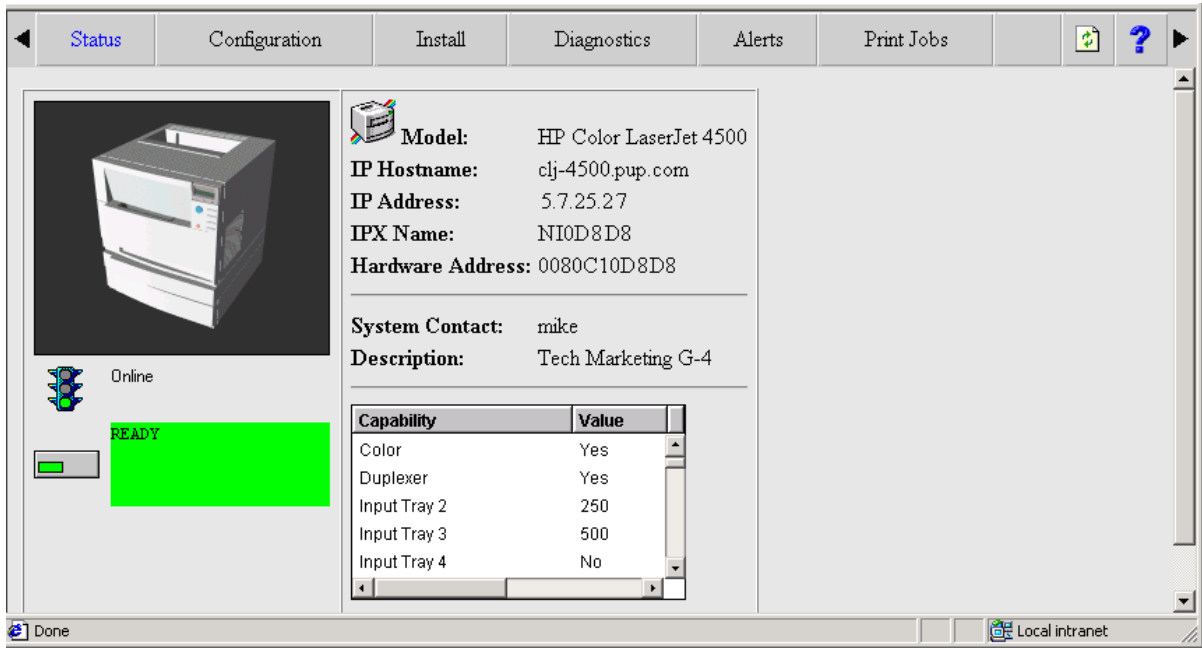 Status Configuration Install Diagnostics Alerts Print Jobs ?
Model: HP Color LaserJet 4500
IP Hostname: clj-4500.pup.com
IP Address: 5.7.25.27
IPX Name: NI0D8D8
Hardware Address: 0080C10D8D8
System Contact: mike
Description: Tech Marketing G-4
Online
READY
Capability Value
Color Yes
Duplexer Yes
Input Tray 2 250
Input Tray 3 500
Input Tray 4 No
Done Local intranet